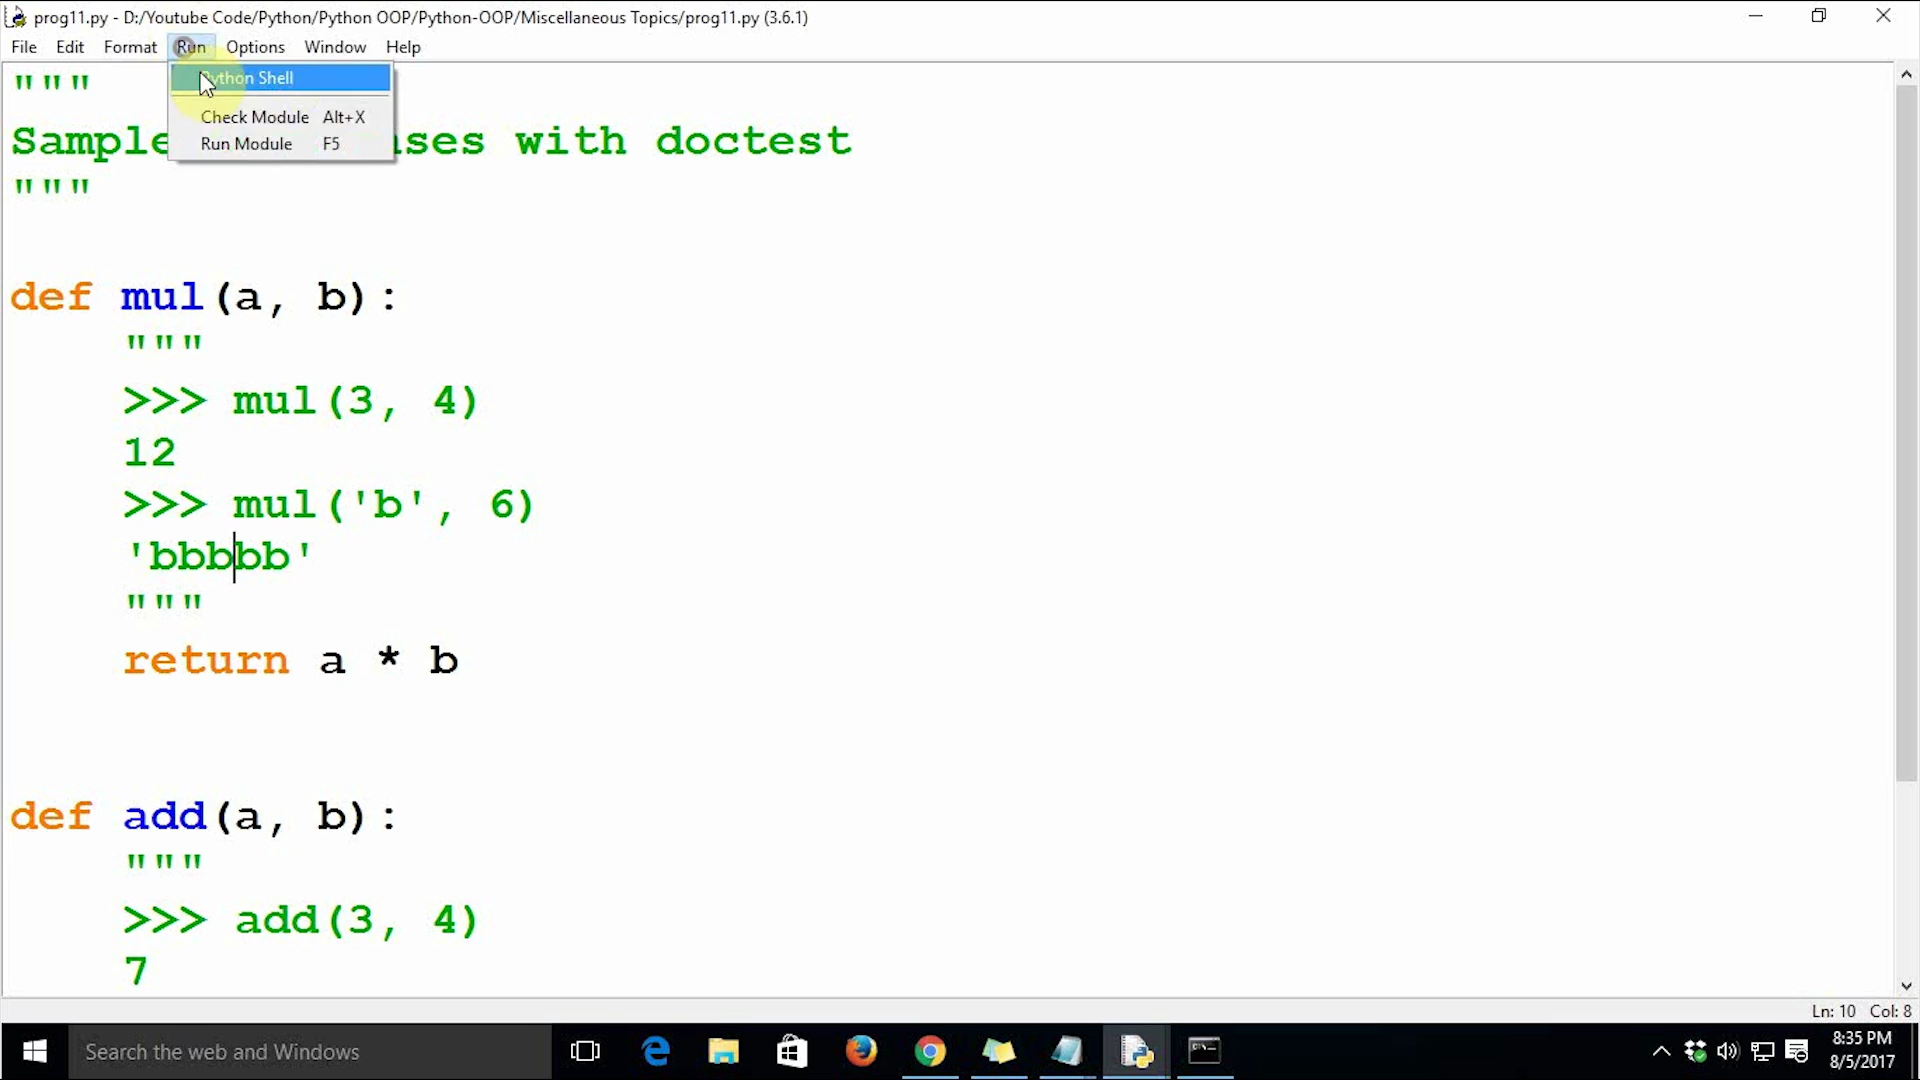 prog11.py - D:/Youtube Code/Python/Python OOP/Python-OOP/Miscellaneous Topics/prog11.py (3.6.1)
File Edit Format Run Options Window Help
Python Shell
Check Module Alt+X
Run Module F5
"""
Sample ses with doctest
"""
def mul(a, b):
"""
>>> mul(3, 4)
12
>>> mul('b', 6)
'bbbbb'
"""
return a * b
def add(a, b):
"""
>>> add(3, 4)
7
Ln: 10 Col: 8
Search the web and Windows
8:35 PM
8/5/2017